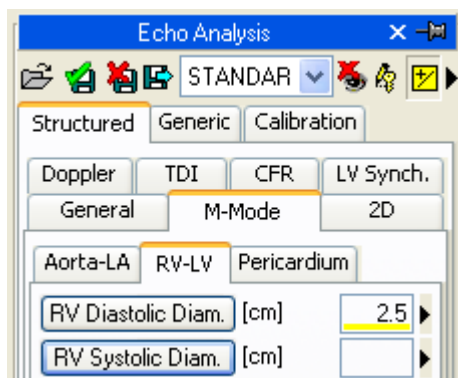 Echo Analysis
STANDAR
Structured Generic Calibration
Doppler TDI CFR LV Synch.
General M-Mode 2D
Aorta-LA RV-LV Pericardium
RV Diastolic Diam. [cm] 2.5
RV Systolic Diam. [cm]